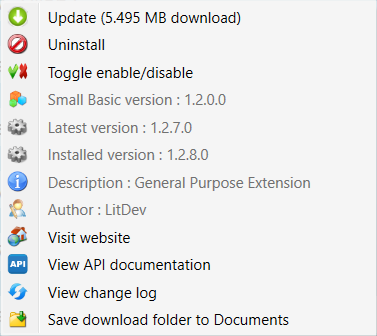 Update (5.495 MB download)
Uninstall
Toggle enable/disable
Small Basic version : 1.2.0.0
Latest version : 1.2.7.0
Installed version : 1.2.8.0
Description : General Purpose Extension
Author : LitDev
Visit website
API View API documentation
View change log
Save download folder to Documents